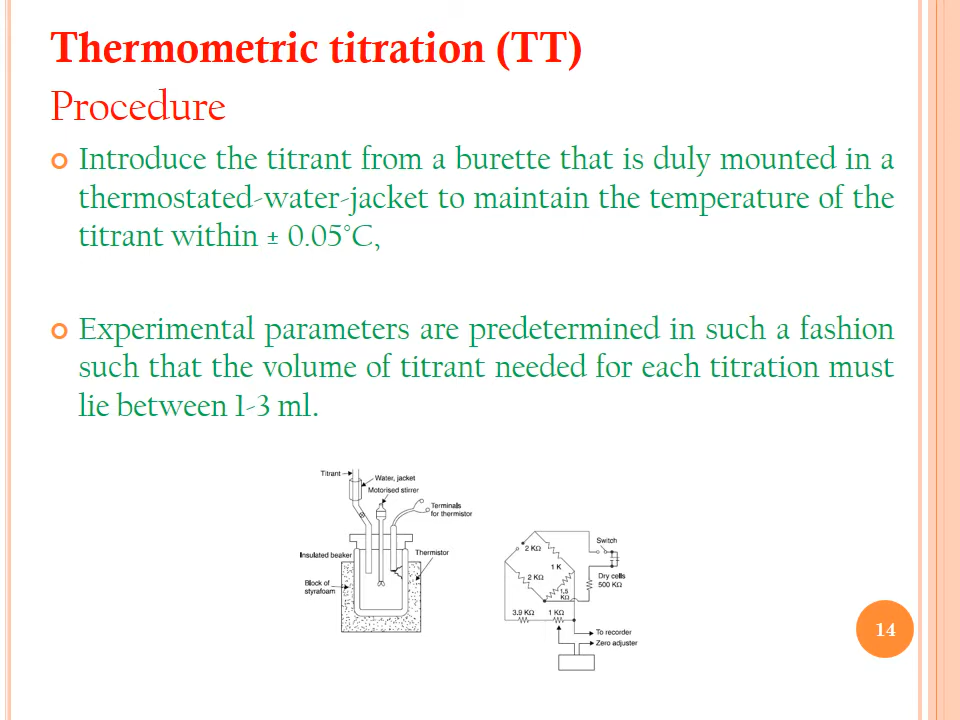 Thermometric titration (TT)
Procedure
Introduce the titrant from a burette that is duly mounted in a
thermostated-water-jacket to maintain the temperature of the
titrant within ± 0.05°C,
Experimental parameters are predetermined in such a fashion
such that the volume of titrant needed for each titration must
lie between 1-3 ml.
Titrant
Water, jacket
Motorised stirrer
Terminals
for thermistor
Insulated beaker
Thermistor
Block of
styrafoam
Switch
2 KΩ
1 K
2 KΩ
Dry cells
500 KΩ
1.5
KΩ
3.9 KΩ
1 KΩ
To recorder
Zero adjuster
14